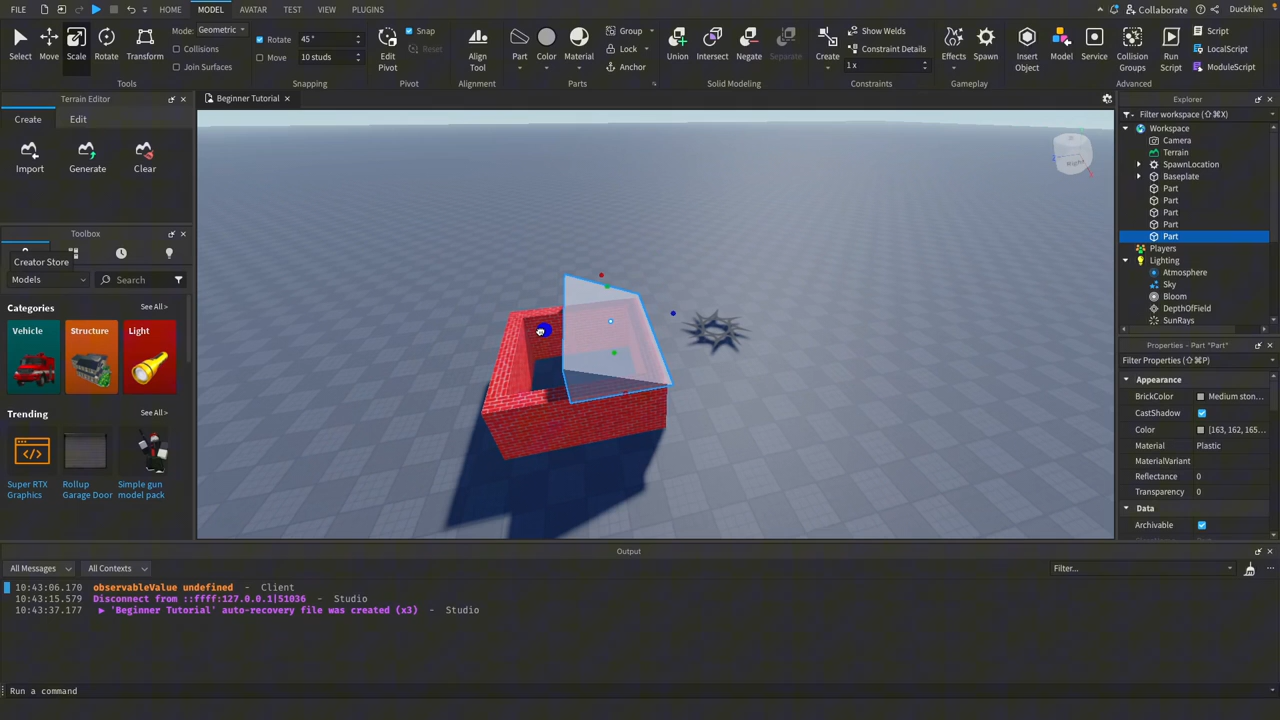 FILE
HOME
MODEL
AVATAR
TEST
VIEW
PLUGINS
Collaborate
Duckhive
Select
Move
Scale
Rotate
Transform
Mode:
Geometric
Collisions
Join Surfaces
Tools
Rotate
45 °
Move
10 studs
Snapping
Edit
Pivot
Snap
Reset
Pivot
Align
Tool
Alignment
Part
Color
Material
Group
Lock
Anchor
Parts
Union
Intersect
Negate
Separate
Solid Modeling
Create
Show Welds
Constraint Details
1 x
Constraints
Effects
Spawn
Gameplay
Insert
Object
Model
Service
Collision
Groups
Run
Script
Script
LocalScript
ModuleScript
Advanced
Terrain Editor
Create
Edit
Import
Generate
Clear
Toolbox
Creator Store
Models
Search
Categories
See All >
Vehicle
Structure
Light
Trending
See All >
Super RTX
Graphics
Rollup
Garage Door
Simple gun
model pack
Beginner Tutorial
Right
Explorer
Filter workspace (⇧⌘X)
Workspace
Camera
Terrain
SpawnLocation
Baseplate
Part
Part
Part
Part
Part
Players
Lighting
Atmosphere
Sky
Bloom
DepthOfField
SunRays
Properties - Part "Part"
Filter Properties (⇧⌘P)
Appearance
BrickColor
Medium ston...
CastShadow
Color
[163, 162, 165...
Material
Plastic
MaterialVariant
Reflectance
0
Transparency
0
Data
Archivable
Output
All Messages
All Contexts
Filter...
10:43:06.170 observableValue undefined - Client
10:43:15.579 Disconnect from ::ffff:127.0.0.1|51036 - Studio
10:43:37.177 ▶ 'Beginner Tutorial' auto-recovery file was created (x3) - Studio
Run a command